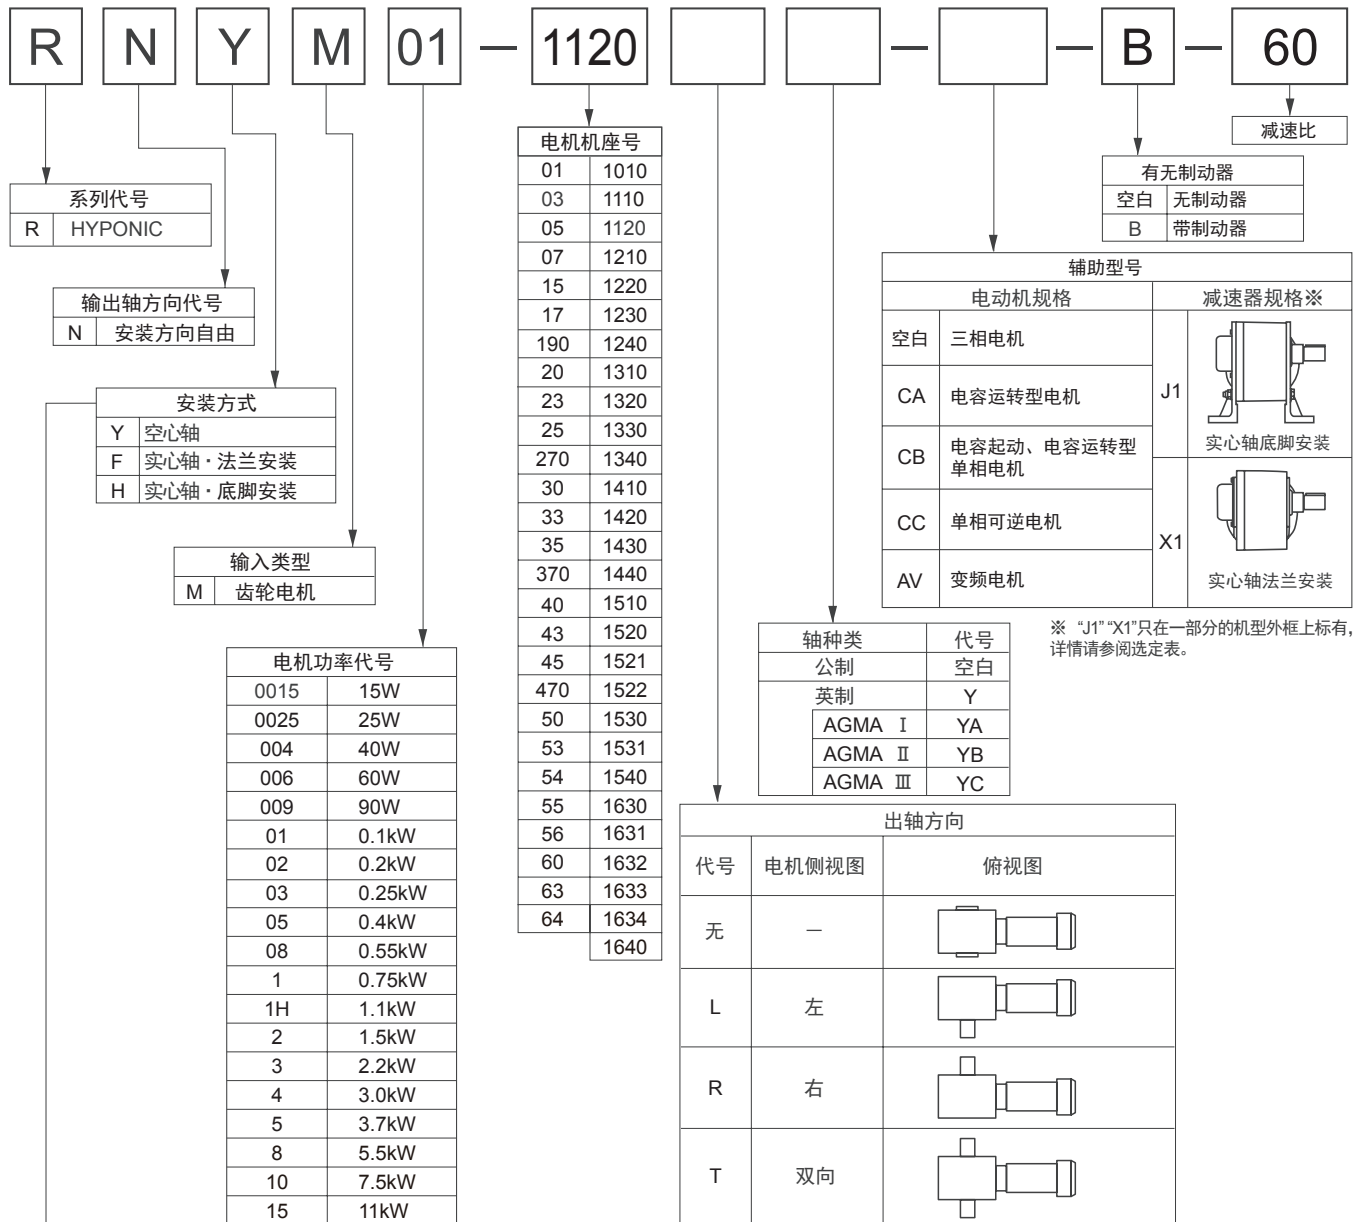 R N Y M 01 — 1120 — — B — 60
减速比
系列代号
R HYPONIC
输出轴方向代号
N 安装方向自由
安装方式
Y 空心轴
F 实心轴·法兰安装
H 实心轴·底脚安装
输入类型
M 齿轮电机
电机功率代号
0015 15W
0025 25W
004 40W
006 60W
009 90W
01 0.1kW
02 0.2kW
03 0.25kW
05 0.4kW
08 0.55kW
1 0.75kW
1H 1.1kW
2 1.5kW
3 2.2kW
4 3.0kW
5 3.7kW
8 5.5kW
10 7.5kW
15 11kW
电机机座号
01 1010
03 1110
05 1120
07 1210
15 1220
17 1230
190 1240
20 1310
23 1320
25 1330
270 1340
30 1410
33 1420
35 1430
370 1440
40 1510
43 1520
45 1521
470 1522
50 1530
53 1531
54 1540
55 1630
56 1631
60 1632
63 1633
64 1634
1640
出轴方向
代号 电机侧视图 俯视图
无 —
L 左
R 右
T 双向
轴种类 代号
公制 空白
英制 Y
AGMA Ⅰ YA
AGMA Ⅱ YB
AGMA Ⅲ YC
辅助型号
电动机规格 减速器规格※
空白 三相电机
CA 电容运转型电机
CB 电容起动、电容运转型
单相电机
CC 单相可逆电机
AV 变频电机
J1
实心轴底脚安装
X1
实心轴法兰安装
※ “J1”“X1”只在一部分的机型外框上标有,
详情请参阅选定表。
有无制动器
空白 无制动器
B 带制动器